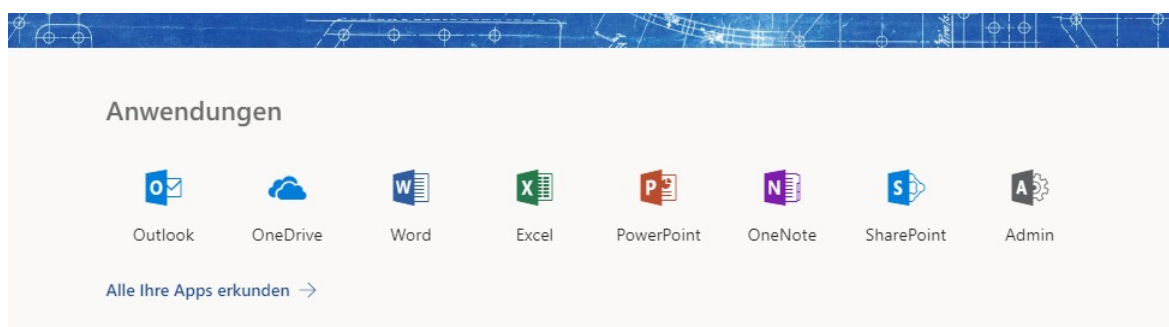 Anwendungen
Outlook OneDrive Word Excel PowerPoint OneNote SharePoint Admin
Alle Ihre Apps erkunden →